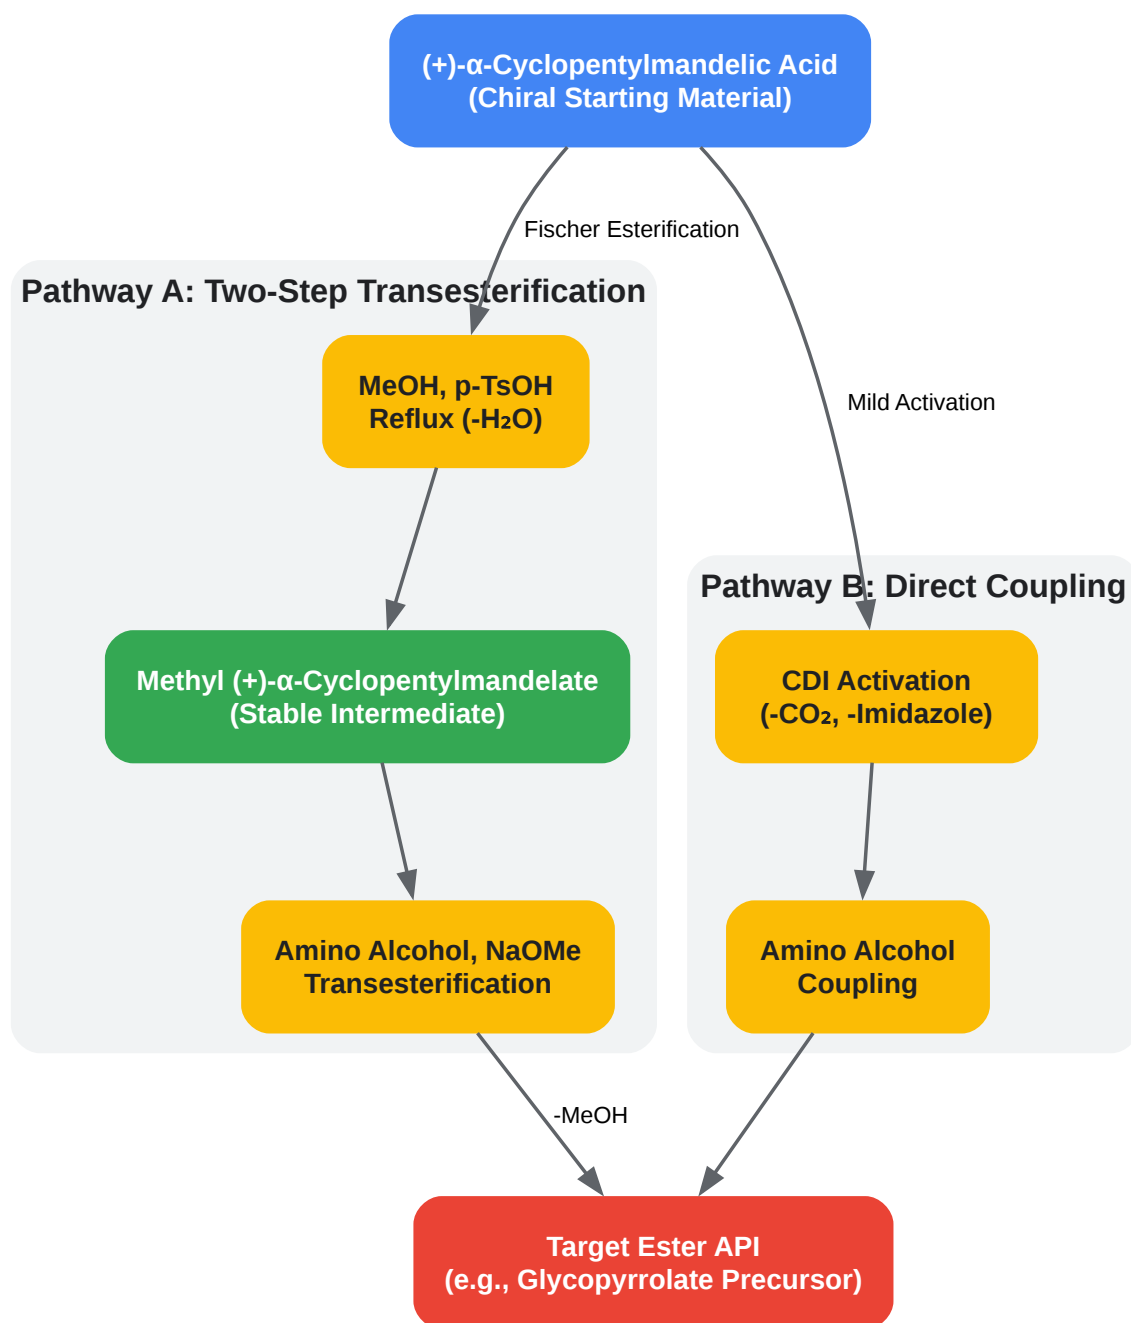 (+)-α-Cyclopentylmandelic Acid
(Chiral Starting Material)
Fischer Esterification
Pathway A: Two-Step Transesterification
MeOH, p-TsOH
Reflux (-H₂O)
Mild Activation
Pathway B: Direct Coupling
Methyl (+)-α-Cyclopentylmandelate
(Stable Intermediate)
CDI Activation
(-CO₂, -Imidazole)
Amino Alcohol, NaOMe
Transesterification
Amino Alcohol
Coupling
-MeOH
Target Ester API
(e.g., Glycopyrrolate Precursor)